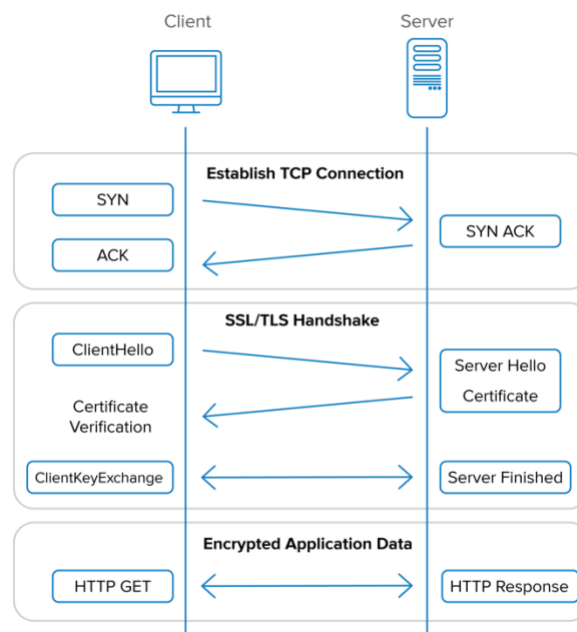 Client
Server
Establish TCP Connection
SYN
SYN ACK
ACK
SSL/TLS Handshake
ClientHello
Server Hello
Certificate
Certificate
Verification
ClientKeyExchange
Server Finished
Encrypted Application Data
HTTP GET
HTTP Response